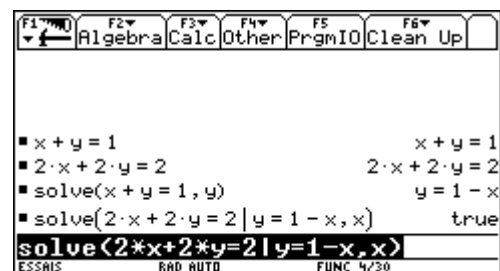 F1 F2 F3 F4 F5 F6
Algebra Calc Other PrgmIO Clean Up
x + y = 1 x + y = 1
2·x + 2·y = 2 2·x + 2·y = 2
solve(x + y = 1, y) y = 1 - x
solve(2·x + 2·y = 2 | y = 1 - x, x) true
solve(2*x+2*y=2|y=1-x,x)
ESSAIS RAD AUTO FUNC 4/30